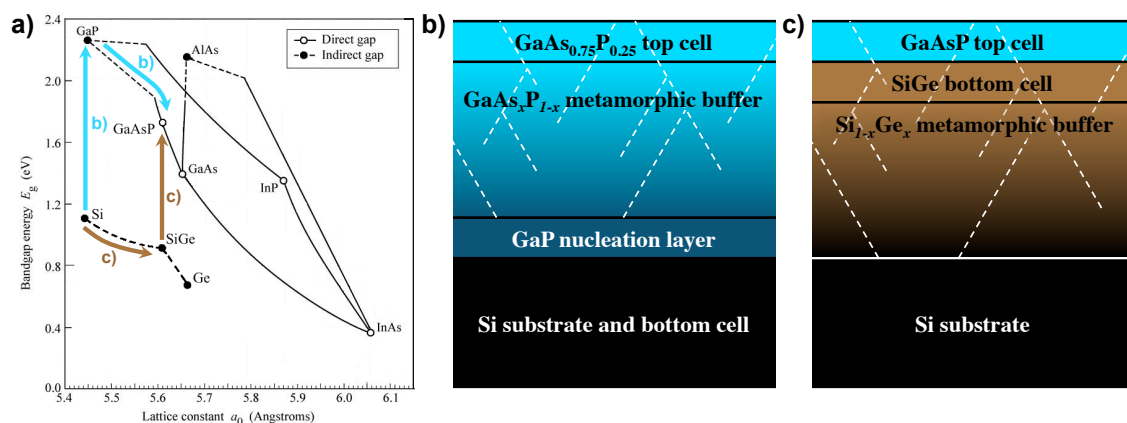 a)
2.4
2.0
1.6
1.2
0.8
0.4
0.0
Bandgap energy E_g (eV)
GaP
AlAs
Direct gap
Indirect gap
b)
GaAsP
b)
GaAs
c)
InP
Si
SiGe
c)
Ge
InAs
5.4 5.5 5.6 5.7 5.8 5.9 6.0 6.1
Lattice constant a_0 (Angstroms)
b)
GaAs0.75P0.25 top cell
GaAsxP1-x metamorphic buffer
GaP nucleation layer
Si substrate and bottom cell
c)
GaAsP top cell
SiGe bottom cell
Si1-xGex metamorphic buffer
Si substrate